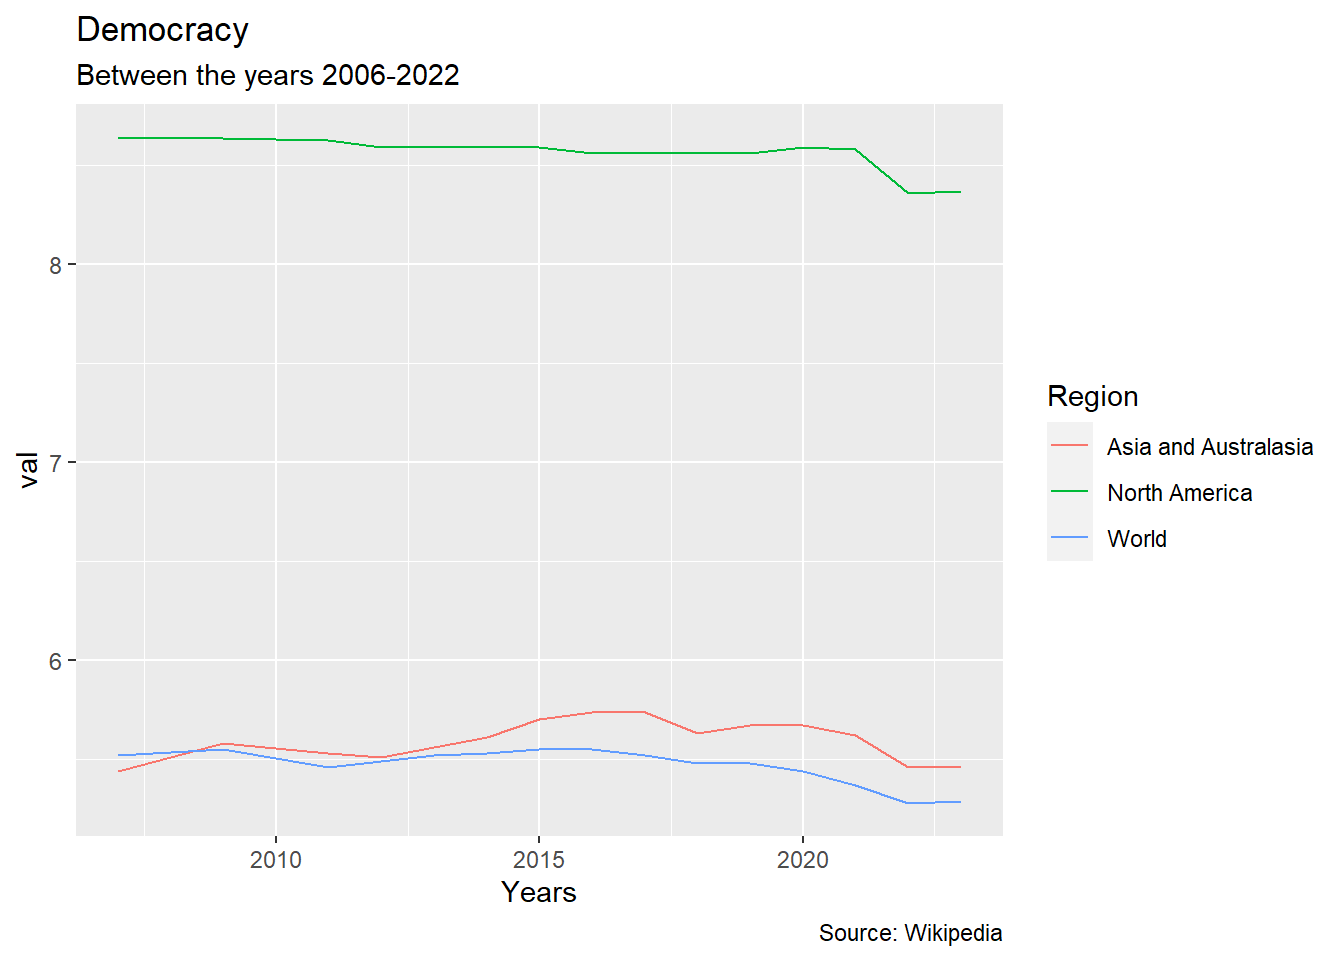 Democracy
Between the years 2006-2022
8
7
6
val
2010 2015 2020
Years
Region
Asia and Australasia
North America
World
Source: Wikipedia